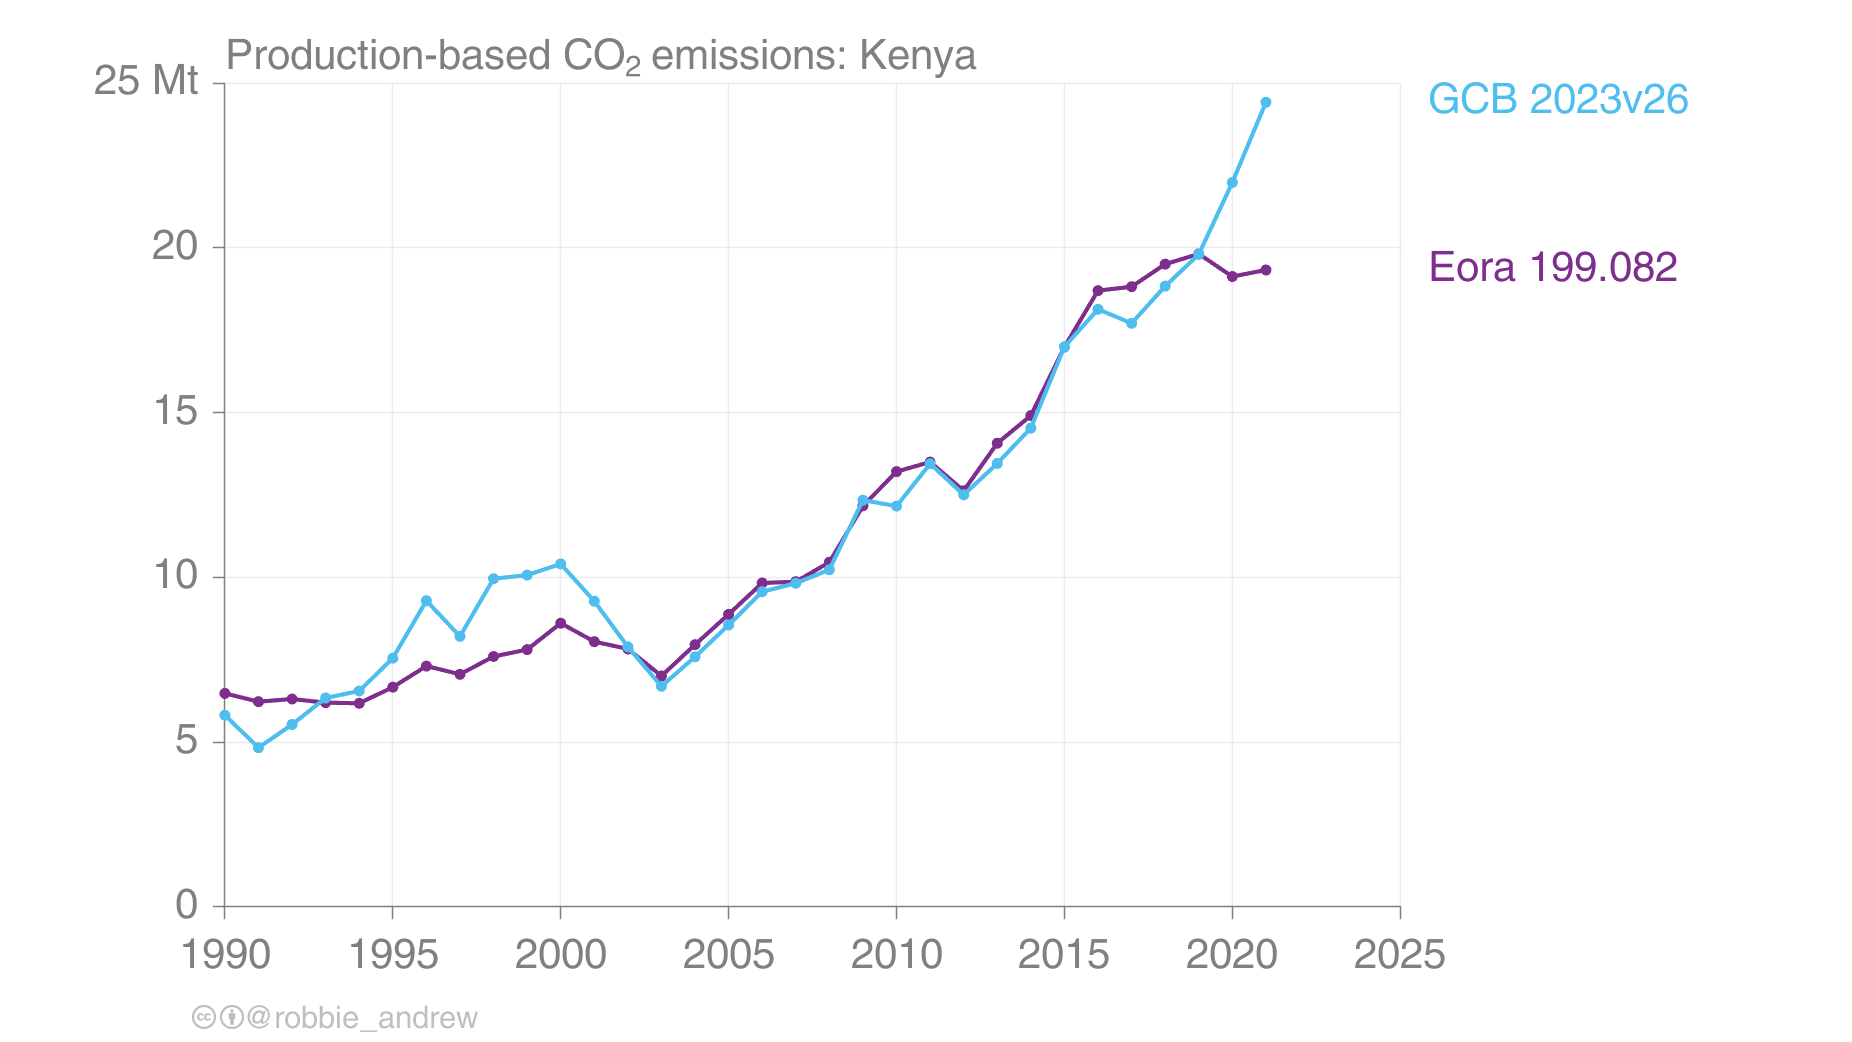 Production-based CO₂ emissions: Kenya
25 Mt
20
15
10
5
0
1990 1995 2000 2005 2010 2015 2020 2025
GCB 2023v26
Eora 199.082
cc @robbie_andrew